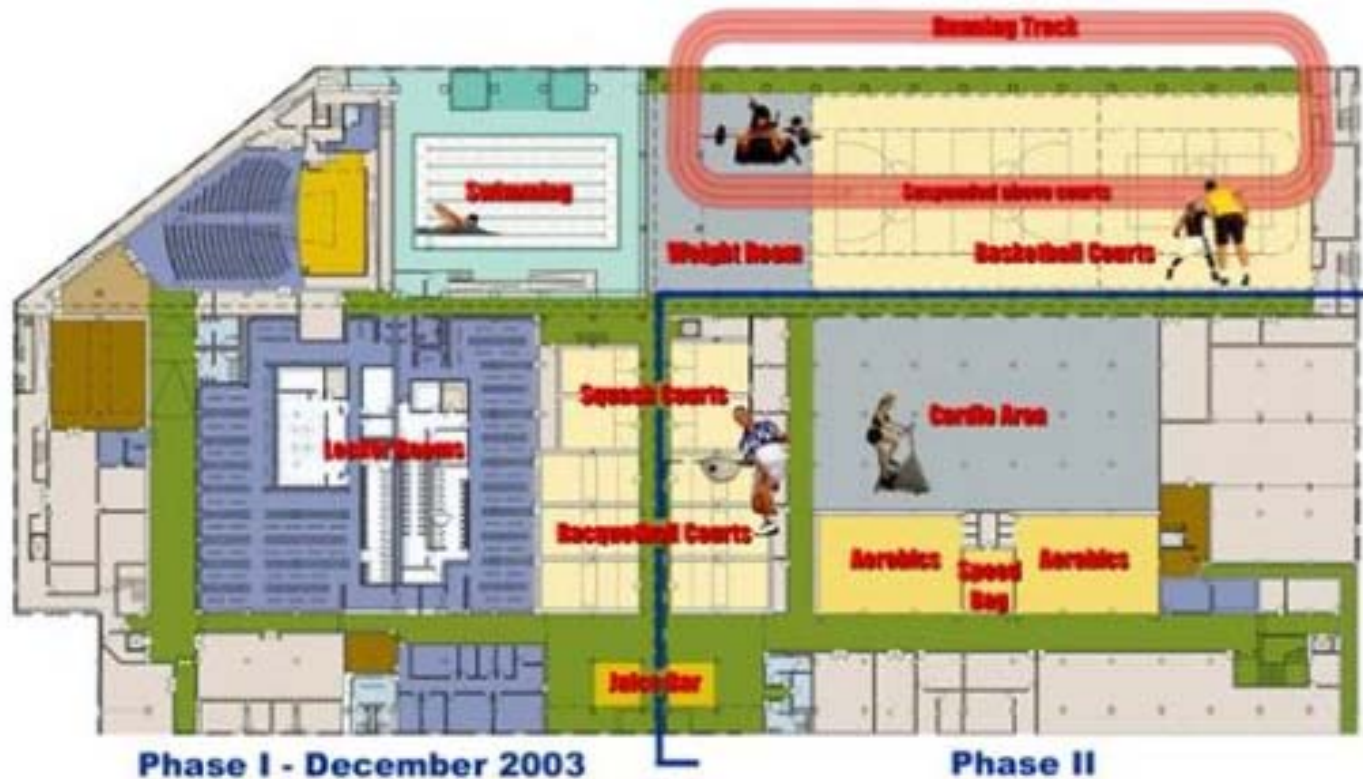 Running Track
Swimming
Suspended above courts
Weight Room
Basketball Courts
Squash Courts
Cardio Area
Locker Rooms
Racquetball Courts
Aerobics
Speed
Bag
Aerobics
Juice Bar
Phase I - December 2003
Phase II